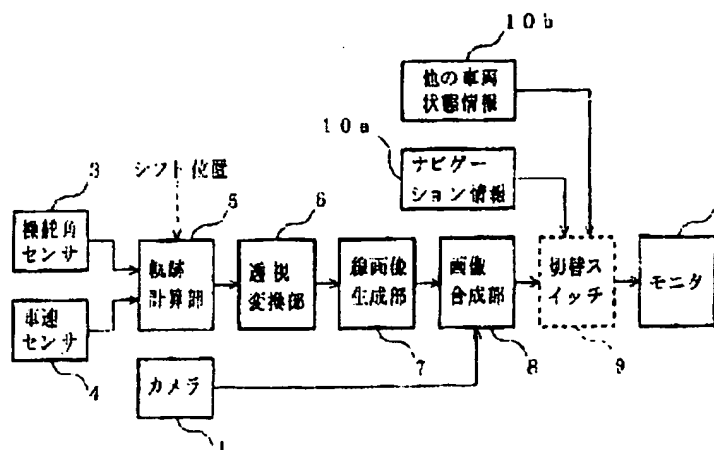 10b
他の車両
状態情報
10a
ナビゲー
ション情報
シフト位置
3
操舵角
センサ
5
軌跡
計算部
6
透視
変換部
線画像
生成部
7
画像
合成部
8
切替ス
イッチ
9
モニタ
車速
センサ
4
カメラ
1